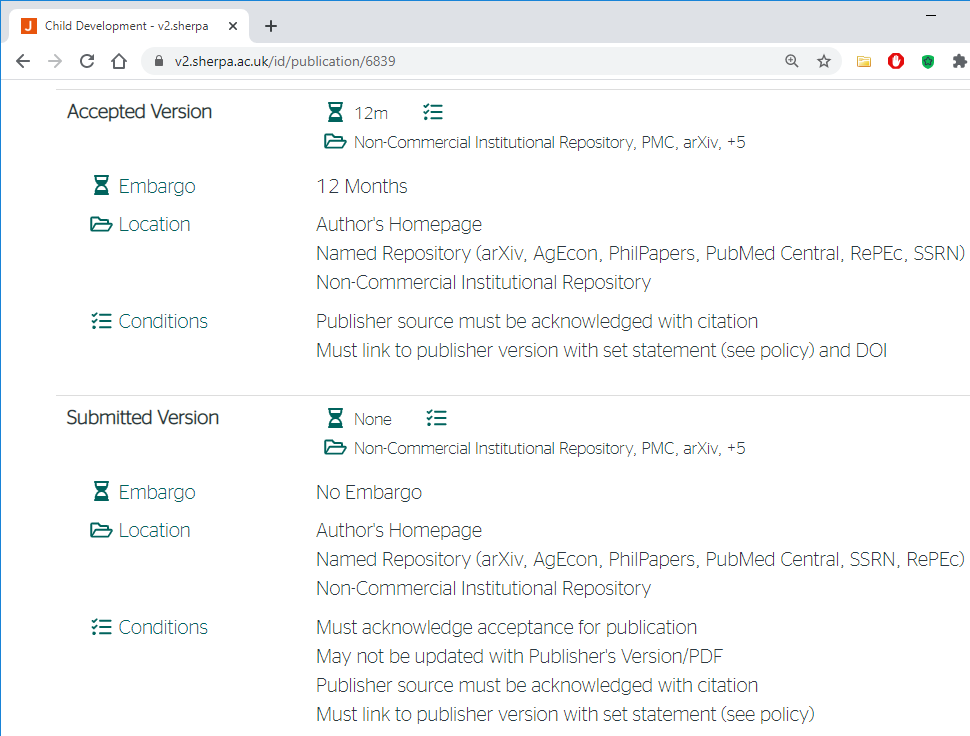 Child Development - v2.sherpa
v2.sherpa.ac.uk/id/publication/6839
Accepted Version
12m
Non-Commercial Institutional Repository, PMC, arXiv, +5
Embargo
12 Months
Location
Author's Homepage
Named Repository (arXiv, AgEcon, PhilPapers, PubMed Central, RePEc, SSRN)
Non-Commercial Institutional Repository
Conditions
Publisher source must be acknowledged with citation
Must link to publisher version with set statement (see policy) and DOI
Submitted Version
None
Non-Commercial Institutional Repository, PMC, arXiv, +5
Embargo
No Embargo
Location
Author's Homepage
Named Repository (arXiv, AgEcon, PhilPapers, PubMed Central, SSRN, RePEc)
Non-Commercial Institutional Repository
Conditions
Must acknowledge acceptance for publication
May not be updated with Publisher's Version/PDF
Publisher source must be acknowledged with citation
Must link to publisher version with set statement (see policy)